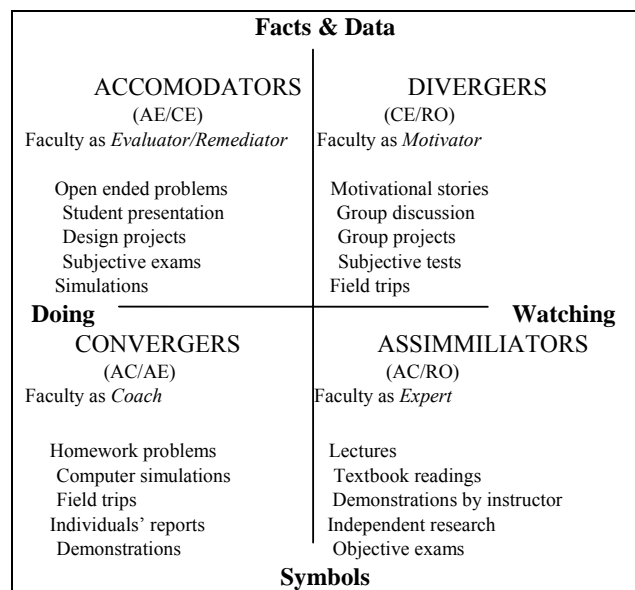 Facts & Data
ACCOMODATORS
(AE/CE)
Faculty as Evaluator/Remediator
Open ended problems
Student presentation
Design projects
Subjective exams
Simulations
DIVERGERS
(CE/RO)
Faculty as Motivator
Motivational stories
Group discussion
Group projects
Subjective tests
Field trips
Doing
Watching
CONVERGERS
(AC/AE)
Faculty as Coach
Homework problems
Computer simulations
Field trips
Individuals’ reports
Demonstrations
ASSIMMILIATORS
(AC/RO)
Faculty as Expert
Lectures
Textbook readings
Demonstrations by instructor
Independent research
Objective exams
Symbols